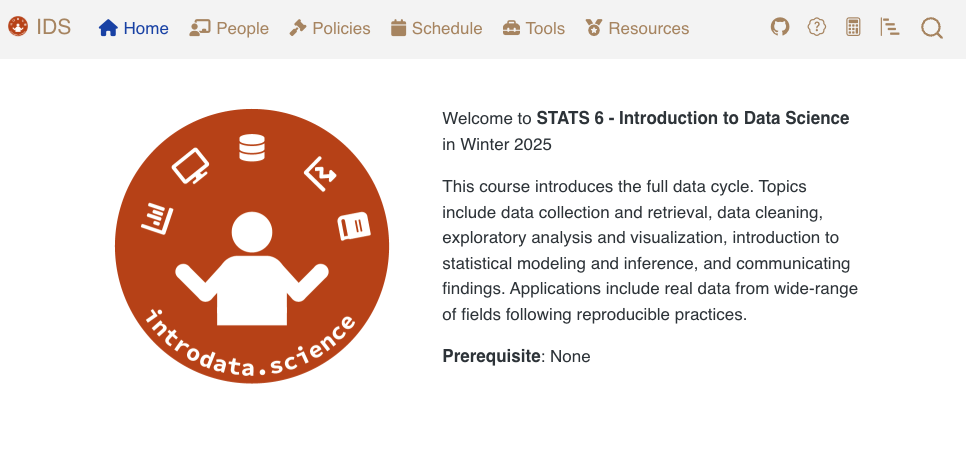 IDS Home People Policies Schedule Tools Resources
Welcome to STATS 6 - Introduction to Data Science
in Winter 2025
This course introduces the full data cycle. Topics
include data collection and retrieval, data cleaning,
exploratory analysis and visualization, introduction to
statistical modeling and inference, and communicating
findings. Applications include real data from wide-range
of fields following reproducible practices.
Prerequisite: None
introdata.science